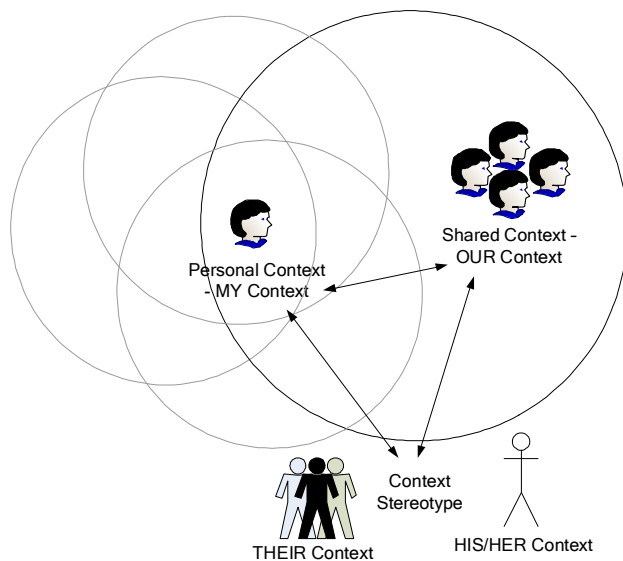 Personal Context
- MY Context
Shared Context –
OUR Context
Context
Stereotype
THEIR Context
HIS/HER Context